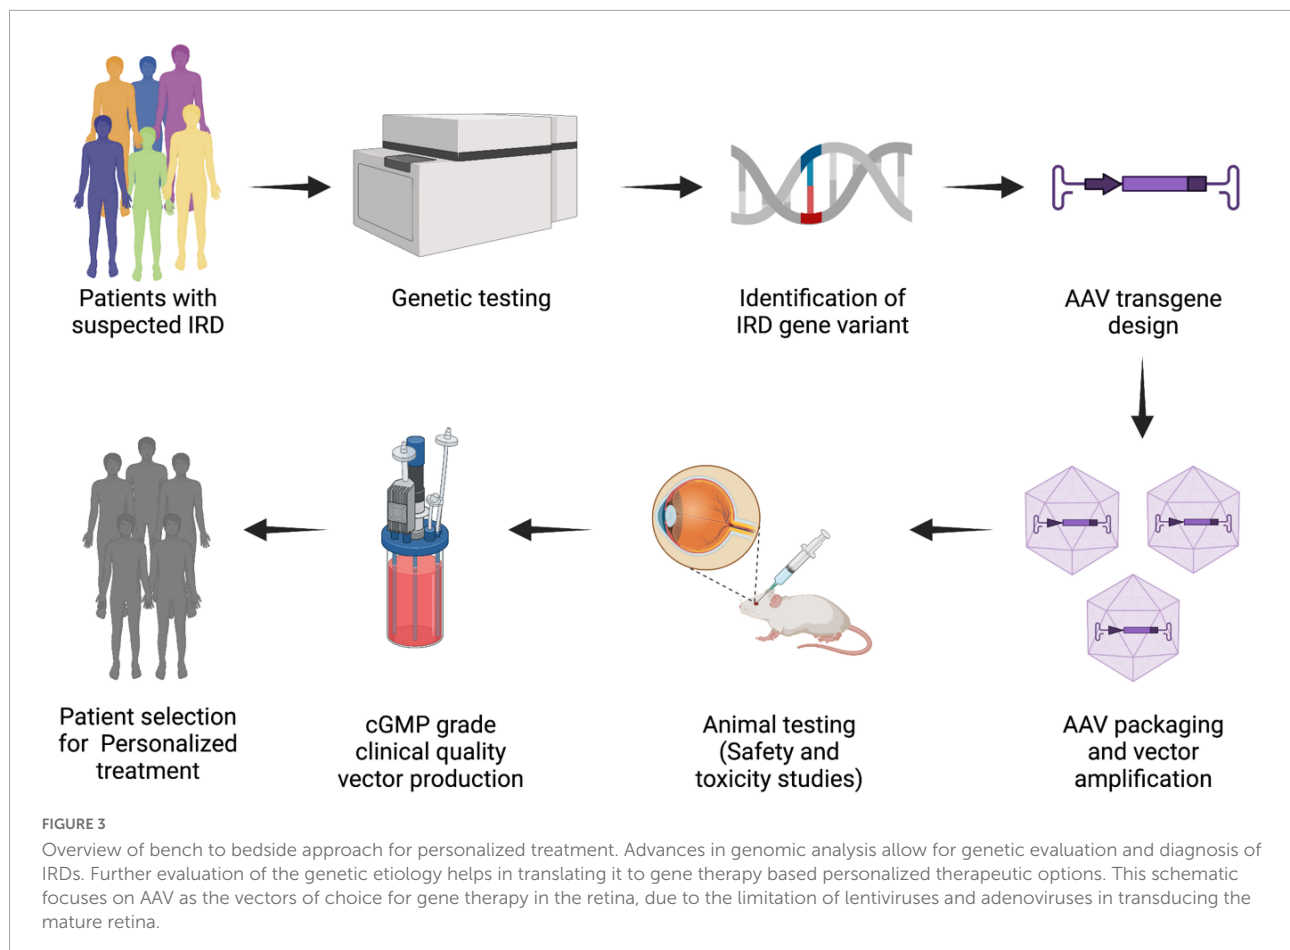 Patients with
suspected IRD
Genetic testing
Identification of
IRD gene variant
AAV transgene
design
Patient selection
for Personalized
treatment
cGMP grade
clinical quality
vector production
Animal testing
(Safety and
toxicity studies)
AAV packaging
and vector
amplification
FIGURE 3
Overview of bench to bedside approach for personalized treatment. Advances in genomic analysis allow for genetic evaluation and diagnosis of
IRDs. Further evaluation of the genetic etiology helps in translating it to gene therapy based personalized therapeutic options. This schematic
focuses on AAV as the vectors of choice for gene therapy in the retina, due to the limitation of lentiviruses and adenoviruses in transducing the
mature retina.